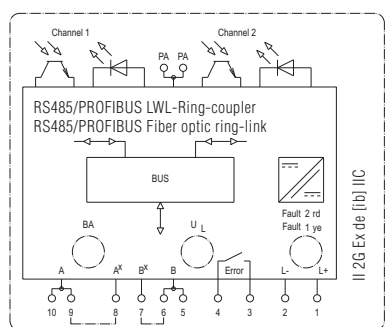 Channel 1
Channel 2
PA PA
RS485/PROFIBUS LWL-Ring-coupler
RS485/PROFIBUS Fiber optic ring-link
BUS
Fault 2 rd
Fault 1 ye
BA
UL
A
Ax
Bx
B
Error
L-
L+
10 9 8 7 6 5 4 3 2 1
II 2G Ex de [ib] IIC